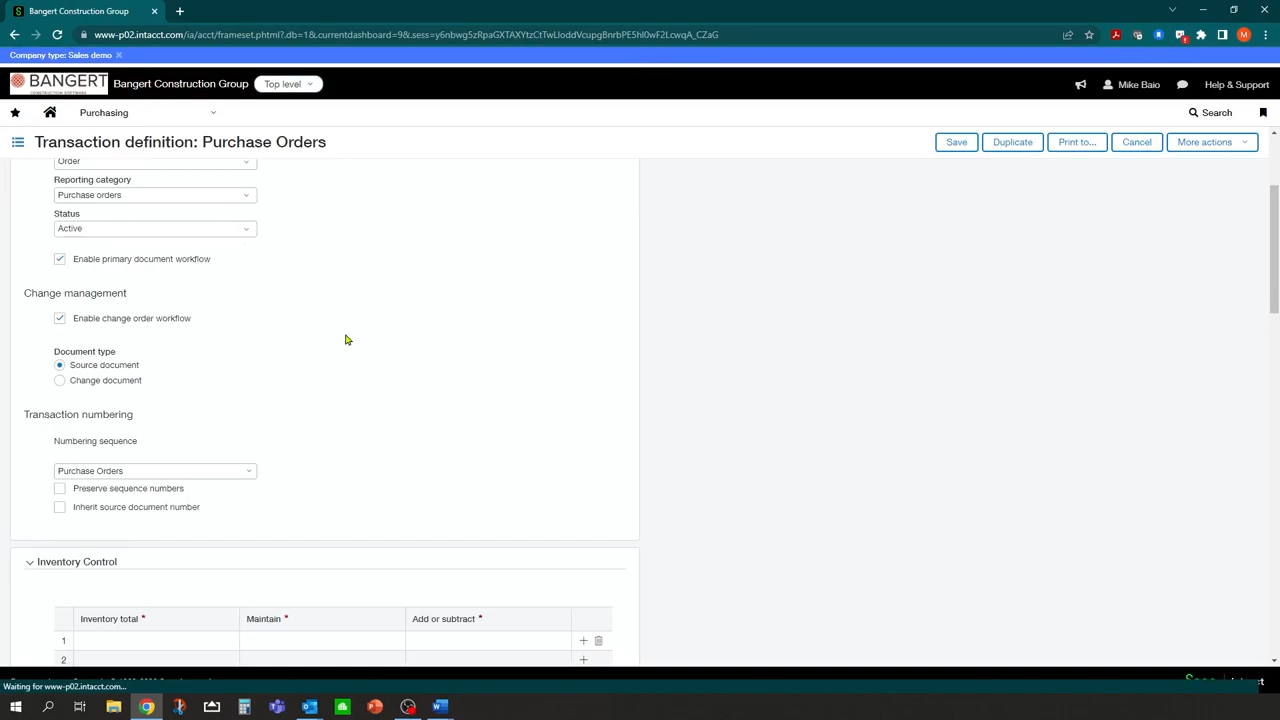 Bangert Construction Group
www-p02.intacct.com/ia/acct/frameset.phtml?.db=1&currentdashboard=9&.sess=y6nbwg5zRpaGXTAXYtzCtTwLloddVcupg8nrbPE5hl0wF2LcwqA_CZaG
Company type: Sales demo
BANGERT
CONSTRUCTION SOFTWARE
Bangert Construction Group
Top level
Mike Baio
Help & Support
Purchasing
Search
Transaction definition: Purchase Orders
Save
Duplicate
Print to...
Cancel
More actions
Order
Reporting category
Purchase orders
Status
Active
Enable primary document workflow
Change management
Enable change order workflow
Document type
Source document
Change document
Transaction numbering
Numbering sequence
Purchase Orders
Preserve sequence numbers
Inherit source document number
Inventory Control
Inventory total *
Maintain *
Add or subtract *
1
2
Waiting for www-p02.intacct.com...